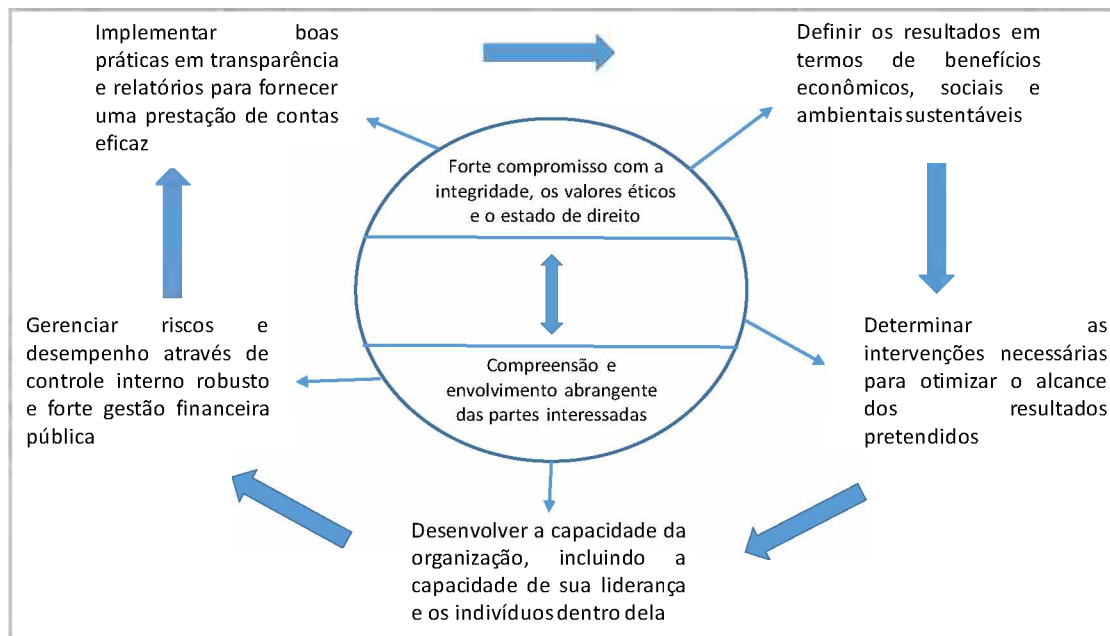 Implementar boas
práticas em transparência
e relatórios para fornecer
uma prestação de contas
eficaz
Definir os resultados em
termos de benefícios
econômicos, sociais e
ambientais sustentáveis
Forte compromisso com a
integridade, os valores éticos
e o estado de direito
Compreensão e
envolvimento abrangente
das partes interessadas
Gerenciar riscos e
desempenho através de
controle interno robusto
e forte gestão financeira
pública
Determinar as
intervenções necessárias
para otimizar o alcance
dos resultados
pretendidos
Desenvolver a capacidade da
organização, incluindo a
capacidade de sua liderança
e os indivíduos dentro dela